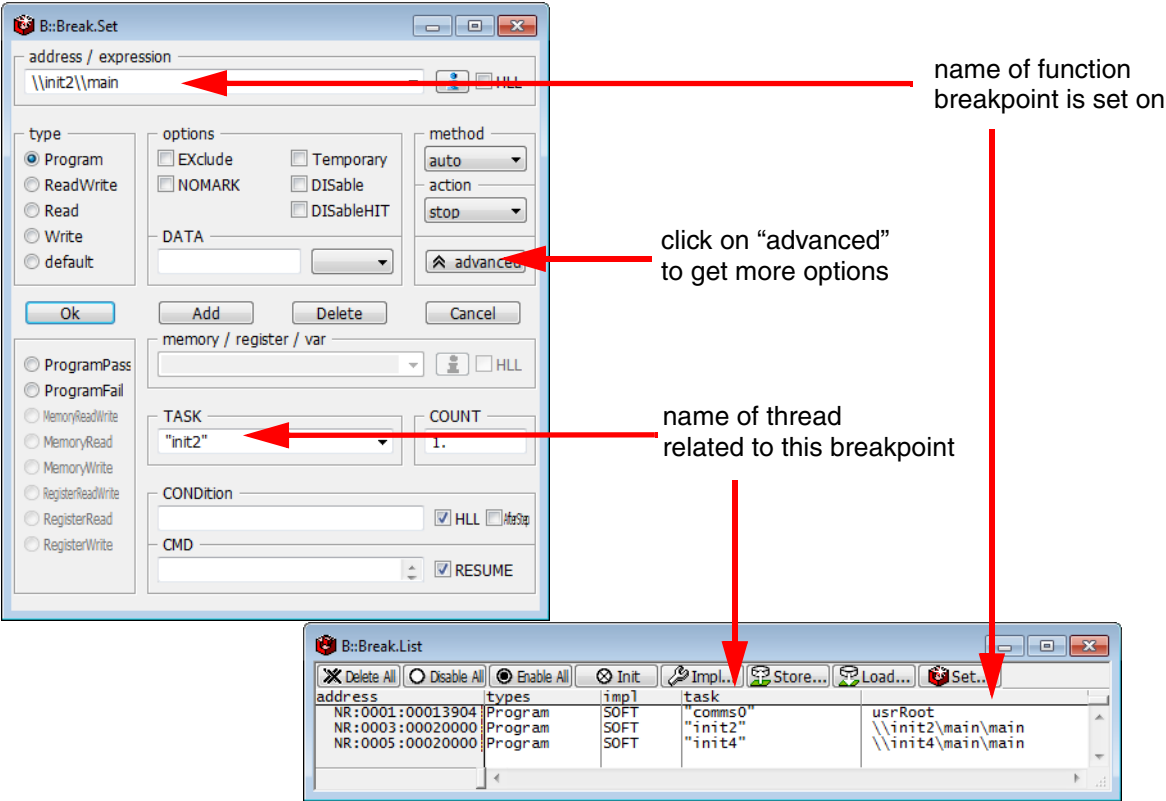 B::Break.Set
address / expression
\\init2\\main
HLL
name of function
breakpoint is set on
type
options
method
Program
EXclude
Temporary
auto
ReadWrite
NOMARK
DISable
action
Read
DISableHIT
stop
Write
DATA
default
advanced
click on “advanced”
to get more options
Ok
Add
Delete
Cancel
memory / register / var
HLL
ProgramPass
ProgramFail
MemoryReadWrite
MemoryRead
MemoryWrite
RegisterReadWrite
RegisterRead
RegisterWrite
TASK
"init2"
COUNT
1.
name of thread
related to this breakpoint
CONDition
HLL
AfterStep
CMD
RESUME
B::Break.List
Delete All
Disable All
Enable All
Init
Impl...
Store...
Load...
Set...
address types impl task
NR:0001:00013904 Program SOFT "comms0" usrRoot
NR:0003:00020000 Program SOFT "init2" \\init2\main\main
NR:0005:00020000 Program SOFT "init4" \\init4\main\main